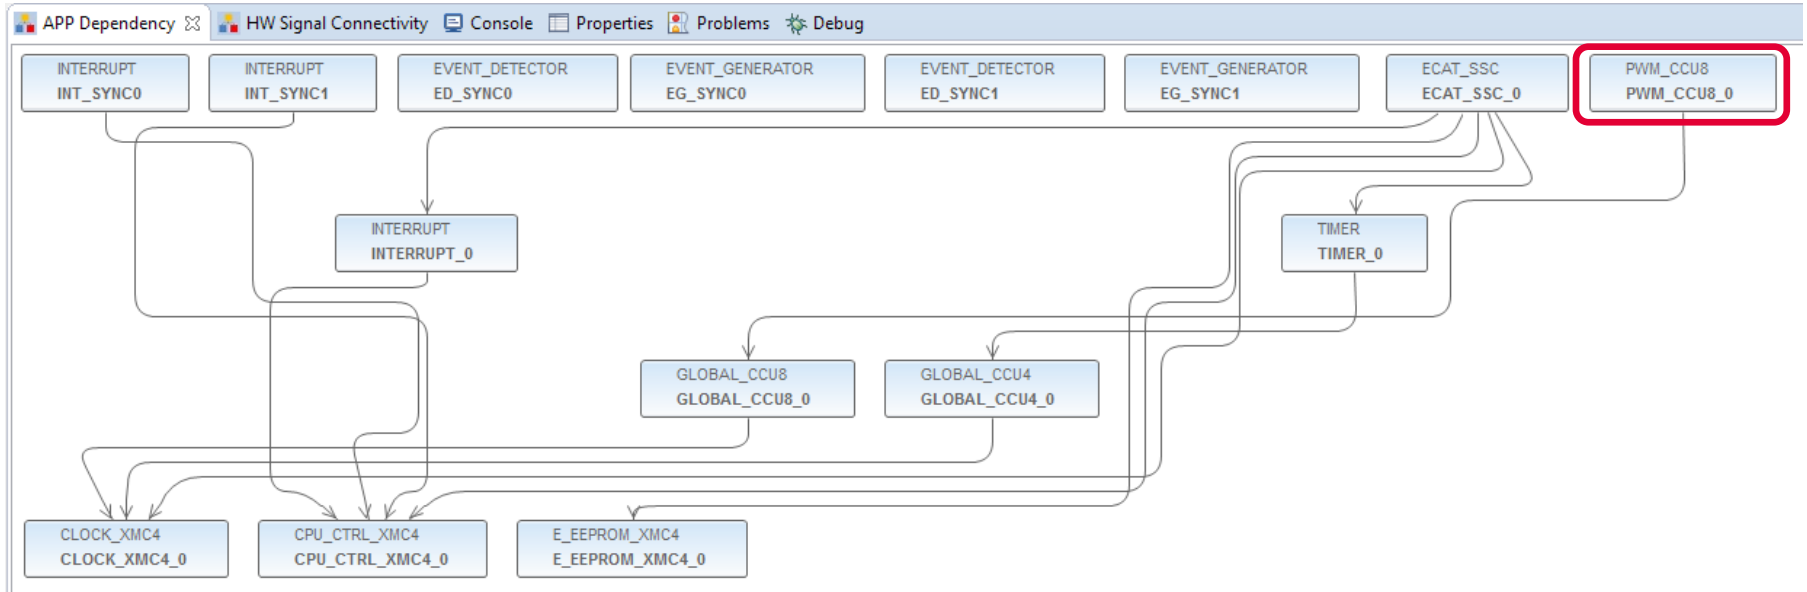 APP Dependency HW Signal Connectivity Console Properties Problems Debug
INTERRUPT
INT_SYNC0
INTERRUPT
INT_SYNC1
EVENT_DETECTOR
ED_SYNC0
EVENT_GENERATOR
EG_SYNC0
EVENT_DETECTOR
ED_SYNC1
EVENT_GENERATOR
EG_SYNC1
ECAT_SSC
ECAT_SSC_0
PWM_CCU8
PWM_CCU8_0
INTERRUPT
INTERRUPT_0
TIMER
TIMER_0
GLOBAL_CCU8
GLOBAL_CCU8_0
GLOBAL_CCU4
GLOBAL_CCU4_0
CLOCK_XMC4
CLOCK_XMC4_0
CPU_CTRL_XMC4
CPU_CTRL_XMC4_0
E_EEPROM_XMC4
E_EEPROM_XMC4_0